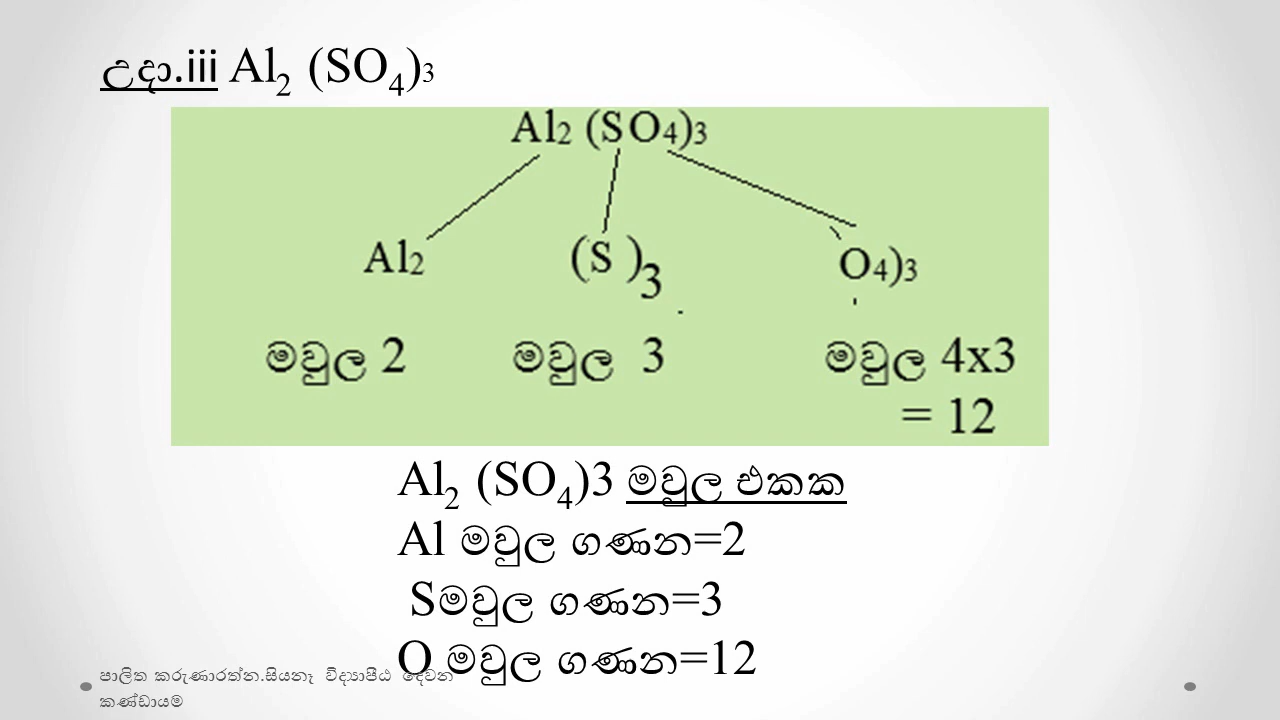 උදා.iii Al2 (SO4)3
Al2 (SO4)3
Al2 (S )3 O4)3
මවුල 2 මවුල 3 මවුල 4x3
= 12
Al2 (SO4)3 මවුල එකක
Al මවුල ගණන=2
Sමවුල ගණන=3
O මවුල ගණන=12
පාලිත කරුණාරත්න.සියනෑ විද්‍යාපීඨ දෙවන
කණ්ඩායම